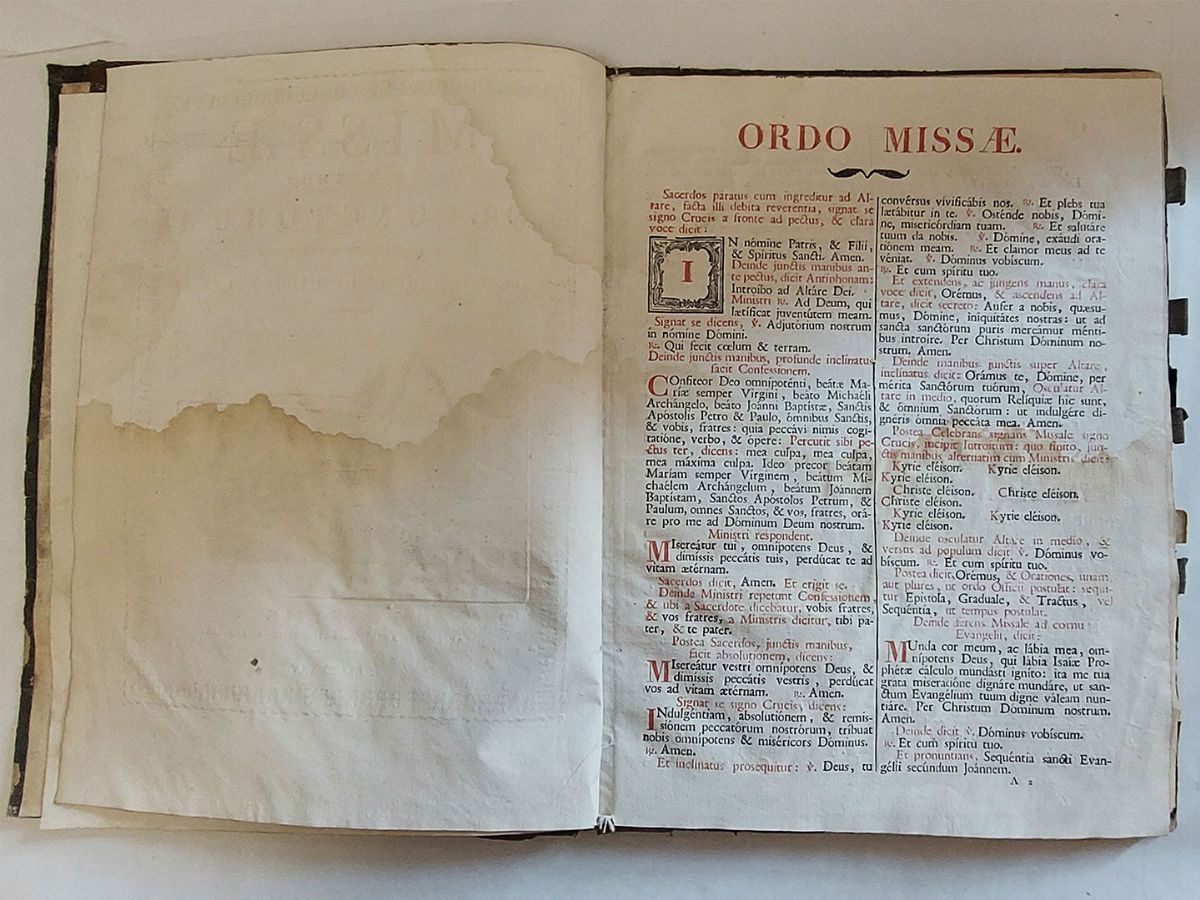 ORDO MISSÆ.
Sacerdos paratus cum ingreditur ad Al-
tare, facta illi debita reverentia, signat se
signo Crucis a fronte ad pectus, & clara
voce dicit:
IN nómine Patris, & Filii,
& Spiritus Sancti. Amen.
Deinde junctis manibus an-
te pectus, dicit Antiphonam:
Introíbo ad Altáre Dei.
Ministri ℟. Ad Deum, qui
lætíficat juventútem meam.
Signat se dicens, ℣. Adjutórium nostrum
in nómine Dómini.
℟. Qui fecit cœlum & terram.
Deinde junctis manibus, profunde inclinatus
facit Confessionem.
COnfiteor Deo omnipoténti, beátæ Ma-
ríæ semper Vírgini, beáto Michaéli
Archángelo, beáto Joánni Baptístæ, Sanctis
Apóstolis Petro & Paulo, ómnibus Sanctis,
& vobis, fratres: quia peccávi nimis cogi-
tatióne, verbo, & ópere: Percutit sibi pe-
ctus ter, dicens: mea culpa, mea culpa,
mea máxima culpa. Ideo precor beátam
Maríam semper Vírginem, beátum Mi-
chaélem Archángelum, beátum Joánnem
Baptístam, Sanctos Apóstolos Petrum, &
Paulum, omnes Sanctos, & vos, fratres, orá-
re pro me ad Dóminum Deum nostrum.
Ministri respondent.
MIsereátur tui, omnípotens Deus, &
dimíssis peccátis tuis, perdúcat te ad
vitam ætérnam.
Sacerdos dicit, Amen. Et erigit se.
Deinde Ministri repetunt Confessionem,
& ubi a Sacerdote dicebatur, vobis fratres,
& vos fratres, a Ministris dicitur, tibi pa-
ter, & te pater.
Postea Sacerdos, junctis manibus,
facit absolutionem, dicens:
MIsereátur vestri omnípotens Deus, &
dimíssis peccátis vestris, perdúcat
vos ad vitam ætérnam. ℟. Amen.
Signat se signo Crucis, dicens:
INdulgéntiam, absolutiónem, & remis-
siónem peccatórum nostrórum, tríbuat
nobis omnípotens & miséricors Dóminus.
℟. Amen.
Et inclinatus prosequitur: ℣. Deus, tu
convérsus vivificábis nos. ℟. Et plebs tua
lætábitur in te. ℣. Osténde nobis, Dómi-
ne, misericórdiam tuam. ℟. Et salutáre
tuum da nobis. ℣. Dómine, exáudi ora-
tiónem meam. ℟. Et clamor meus ad te
véniat. ℣. Dóminus vobíscum.
℟. Et cum spíritu tuo.
Et extendens, ac jungens manus, clara
voce dicit, Orémus, & ascendens ad Al-
tare, dicit secreto: Aufer a nobis, quæsu-
mus, Dómine, iniquitátes nostras: ut ad
sancta sanctórum puris mereámur ménti-
bus introíre. Per Christum Dóminum no-
strum. Amen.
Deinde manibus junctis super Altare,
inclinatus dicit: Orámus te, Dómine, per
mérita Sanctórum tuórum, Osculatur Al-
tare in medio, quorum Relíquiæ hic sunt,
& ómnium Sanctórum: ut indulgére di-
gnéris omnia peccáta mea. Amen.
Postea Celebrans signans Missale signo
Crucis, incipit Introitum: quo finito, jun-
ctis manibus alternatim cum Ministris dicit:
Kyrie eléison. Kyrie eléison.
Kyrie eléison.
Christe eléison. Christe eléison.
Christe eléison.
Kyrie eléison. Kyrie eléison.
Kyrie eléison.
Deinde osculatur Altare in medio, &
versus ad populum dicit ℣. Dóminus vo-
bíscum. ℟. Et cum spíritu tuo.
Postea dicit, Orémus, & Orationes, unam,
aut plures, ut ordo Officii postulat: sequi-
tur Epístola, Graduále, & Tractus, vel
Sequéntia, ut tempus postulat.
Deinde ferens Missale ad cornu
Evangelii, dicit:
MUnda cor meum, ac lábia mea, om-
nípotens Deus, qui lábia Isaíæ Pro-
phétæ cálculo mundásti igníto: ita me tua
grata miseratióne dignáre mundáre, ut san-
ctum Evangélium tuum digne váleam nun-
tiáre. Per Christum Dóminum nostrum.
Amen.
Deinde dicit ℣. Dóminus vobíscum.
℟. Et cum spíritu tuo.
Et pronuntians, Sequéntia sancti Evan-
gélii secúndum Joánnem.
A 2